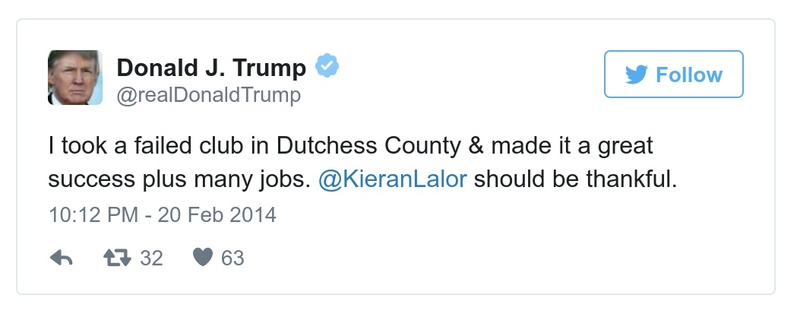 Donald J. Trump
@realDonaldTrump
Follow
I took a failed club in Dutchess County & made it a great
success plus many jobs. @KieranLalor should be thankful.
10:12 PM - 20 Feb 2014
32 63